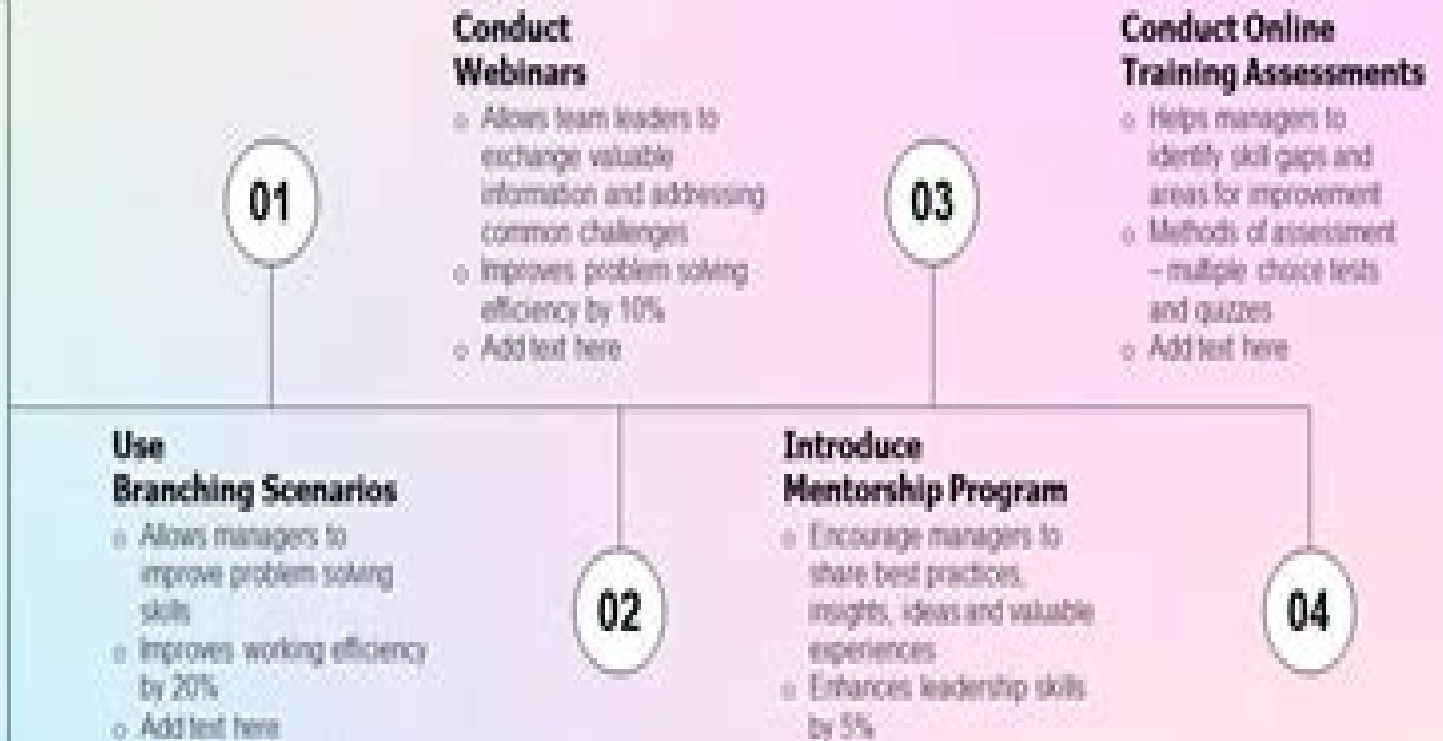 01
Use
Branching Scenarios
o Allows managers to
improve problem solving
skills
o Improves working efficiency
by 20%
o Add text here
Conduct
Webinars
o Allows team leaders to
exchange valuable
information and addressing
common challenges
o Improves problem solving
efficiency by 10%
o Add text here
02
03
Introduce
Mentorship Program
o Encourage managers to
share best practices,
insights, ideas and valuable
experiences
o Enhances leadership skills
by 5%
Conduct Online
Training Assessments
o Helps managers to
identify skill gaps and
areas for improvement
o Methods of assessment
– multiple choice tests
and quizzes
o Add text here
04